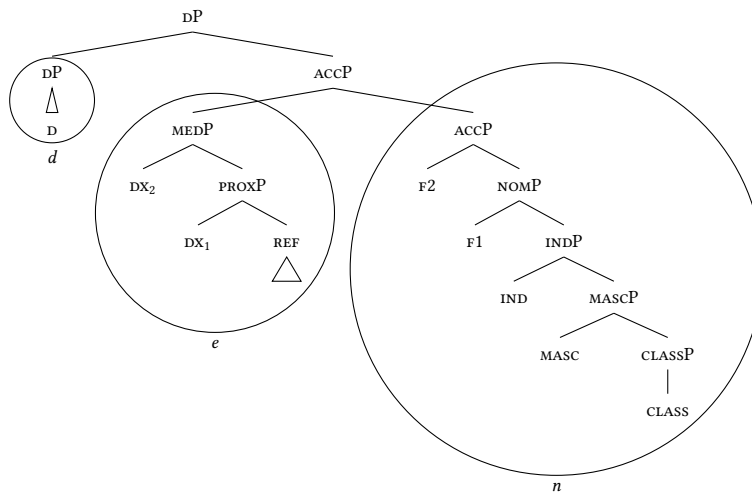 DP
DP ACCP
D MEDP ACCP
d
DX₂ PROXP F2 NOMP
DX₁ REF F1 INDP
IND MASCP
e MASC CLASSP
CLASS
n